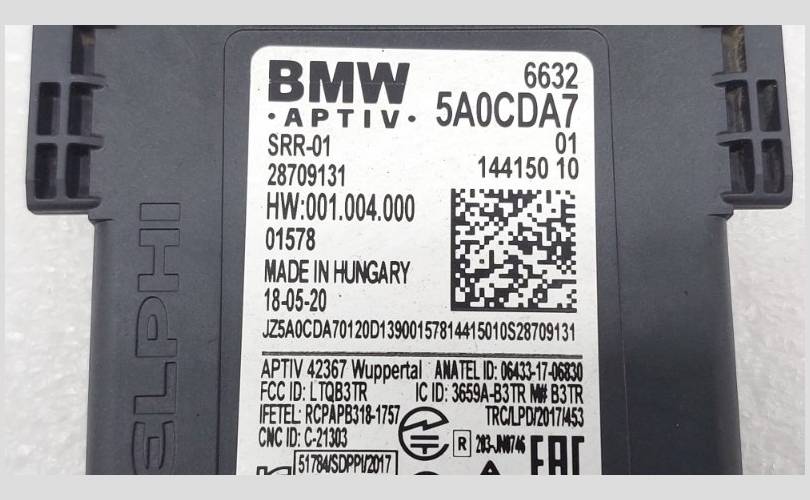 BMW
6632
· APTIV ·
5A0CDA7
SRR-01
01
28709131
144150 10
HW:001.004.000
01578
MADE IN HUNGARY
18-05-20
JZ5A0CDA70120D13900157814415010S28709131
APTIV 42367 Wuppertal ANATEL ID: 06433-17-06830
FCC ID: LTQB3TR IC ID: 3659A-B3TR M# B3TR
IFETEL: RCPAPB318-1757 TRC/LPD/2017/453
CNC ID: C-21303
R 203-JN0746
EAC
51784/SDPPI/2017
ELPHI